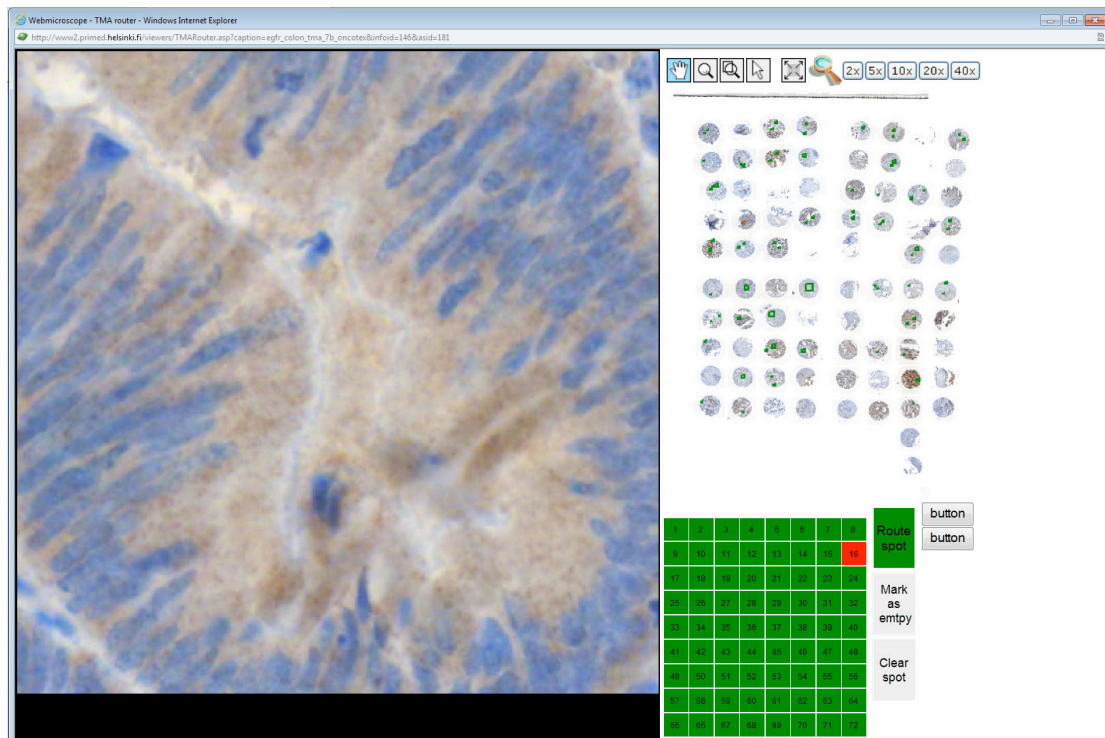 Webmicroscope - TMA router - Windows Internet Explorer
http://www2.primed.helsinki.fi/viewers/TMARouter.asp?caption=egfr_colon_tma_7b_oncotex&infoid=146&asid=181
2x 5x 10x 20x 40x
1 2 3 4 5 6 7 8
9 10 11 12 13 14 15 16
17 18 19 20 21 22 23 24
25 26 27 28 29 30 31 32
33 34 35 36 37 38 39 40
41 42 43 44 45 46 47 48
49 50 51 52 53 54 55 56
57 58 59 60 61 62 63 64
65 66 67 68 69 70 71 72
Route
spot
Mark
as
emtpy
Clear
spot
button
button